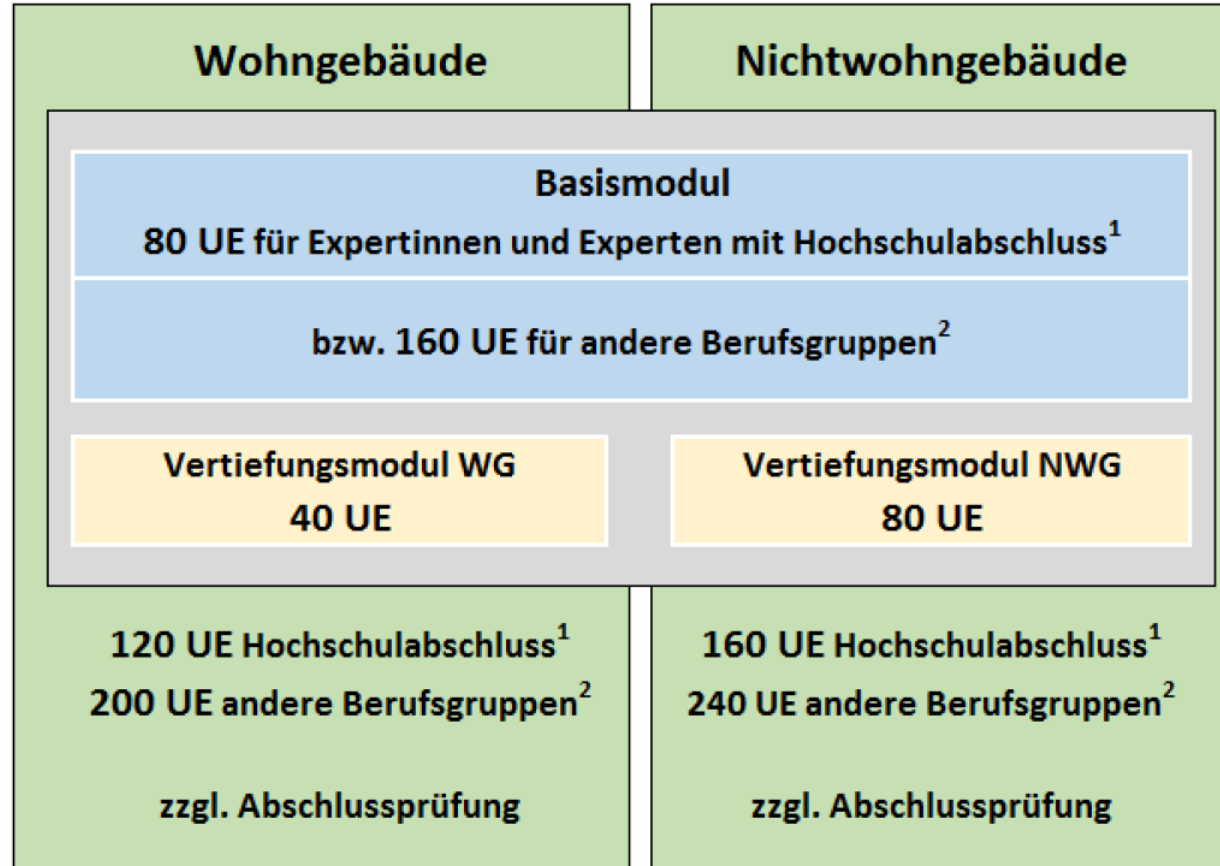 Wohngebäude
Nichtwohngebäude
Basismodul
80 UE für Expertinnen und Experten mit Hochschulabschluss¹
bzw. 160 UE für andere Berufsgruppen²
Vertiefungsmodul WG
40 UE
Vertiefungsmodul NWG
80 UE
120 UE Hochschulabschluss¹
200 UE andere Berufsgruppen²
zzgl. Abschlussprüfung
160 UE Hochschulabschluss¹
240 UE andere Berufsgruppen²
zzgl. Abschlussprüfung